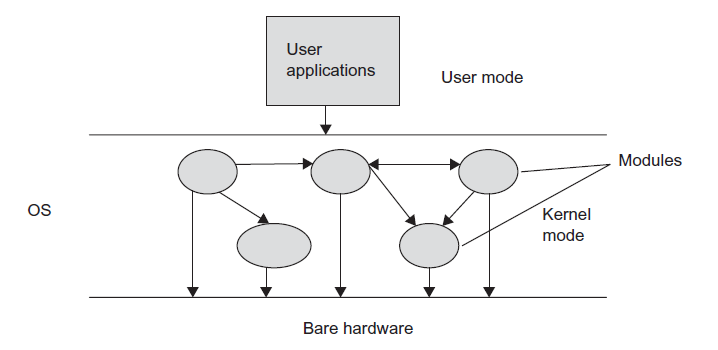 User
applications
User mode
Modules
OS
Kernel
mode
Bare hardware